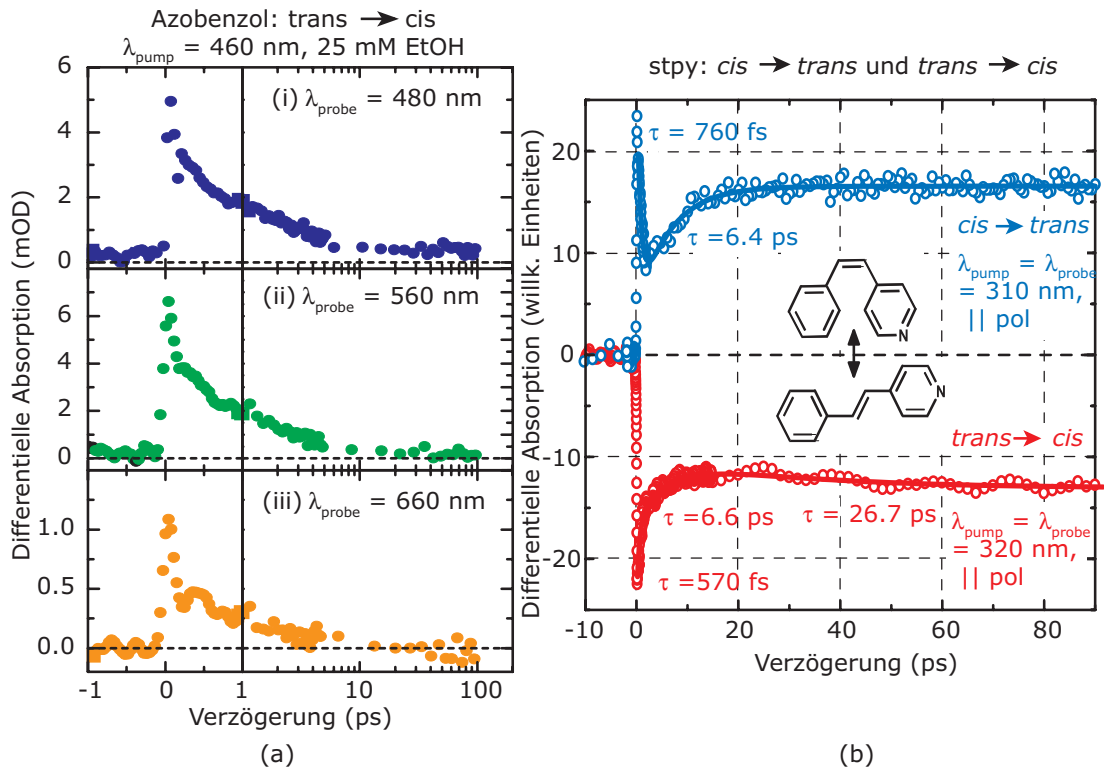 Azobenzol: trans → cis
λpump = 460 nm, 25 mM EtOH
Differentielle Absorption (mOD)
6
4
2
0
(i) λprobe = 480 nm
6
4
2
0
(ii) λprobe = 560 nm
1.0
0.5
0.0
(iii) λprobe = 660 nm
-1 0 1 10 100
Verzögerung (ps)
(a)
stpy: cis → trans und trans → cis
Differentielle Absorption (willk. Einheiten)
20
10
0
-10
-20
τ = 760 fs
τ =6.4 ps
cis → trans
λpump = λprobe
= 310 nm,
|| pol
N
N
trans → cis
τ =6.6 ps
τ = 26.7 ps
λpump = λprobe
= 320 nm,
|| pol
τ =570 fs
-10 0 20 40 60 80
Verzögerung (ps)
(b)